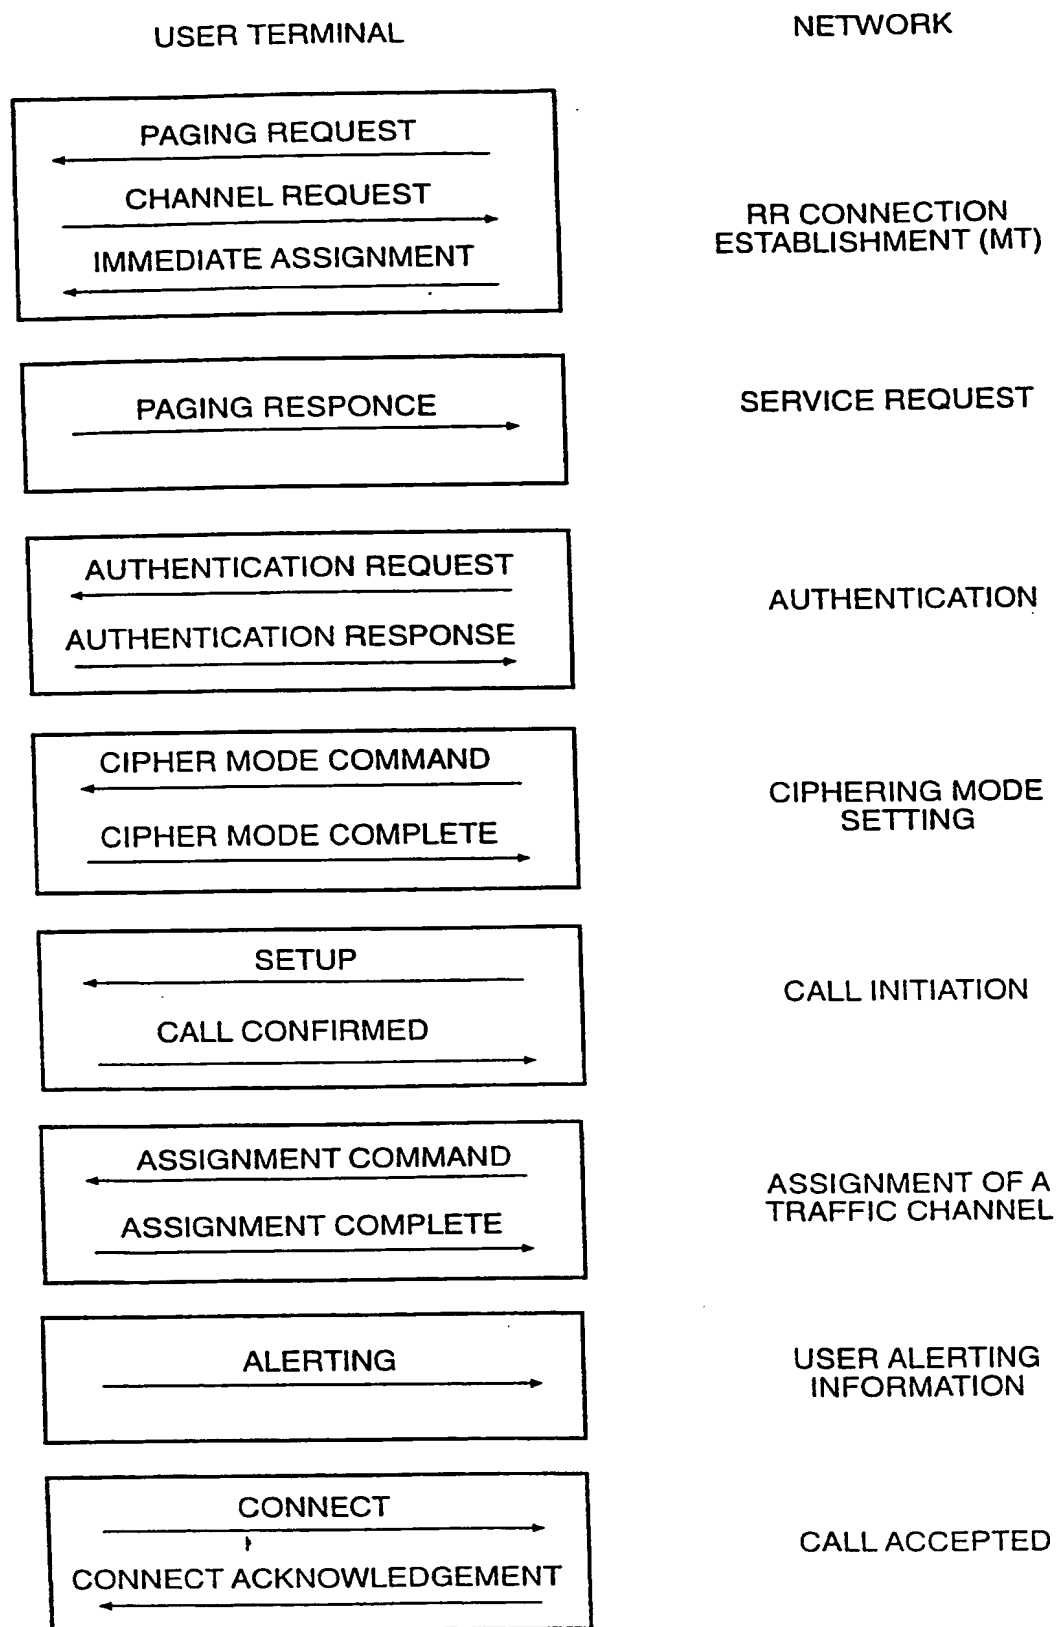 USER TERMINAL
NETWORK
PAGING REQUEST
CHANNEL REQUEST
IMMEDIATE ASSIGNMENT
RR CONNECTION
ESTABLISHMENT (MT)
PAGING RESPONCE
SERVICE REQUEST
AUTHENTICATION REQUEST
AUTHENTICATION RESPONSE
AUTHENTICATION
CIPHER MODE COMMAND
CIPHER MODE COMPLETE
CIPHERING MODE
SETTING
SETUP
CALL CONFIRMED
CALL INITIATION
ASSIGNMENT COMMAND
ASSIGNMENT COMPLETE
ASSIGNMENT OF A
TRAFFIC CHANNEL
ALERTING
USER ALERTING
INFORMATION
CONNECT
CONNECT ACKNOWLEDGEMENT
CALL ACCEPTED